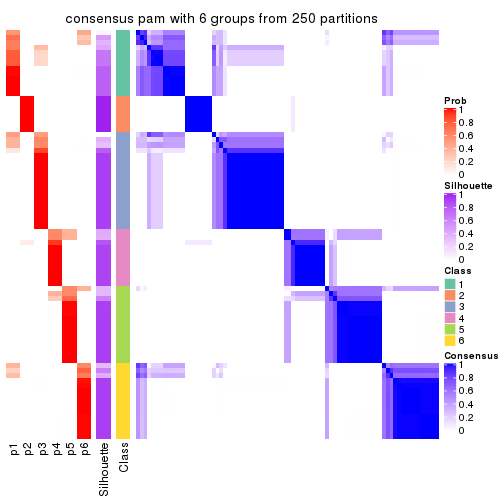 consensus pam with 6 groups from 250 partitions
Prob
1
0.8
0.6
0.4
0.2
0
Silhouette
1
0.8
0.6
0.4
0.2
0
Class
1
2
3
4
5
6
Consensus
1
0.8
0.6
0.4
0.2
0
p1
p2
p3
p4
p5
p6
Silhouette
Class